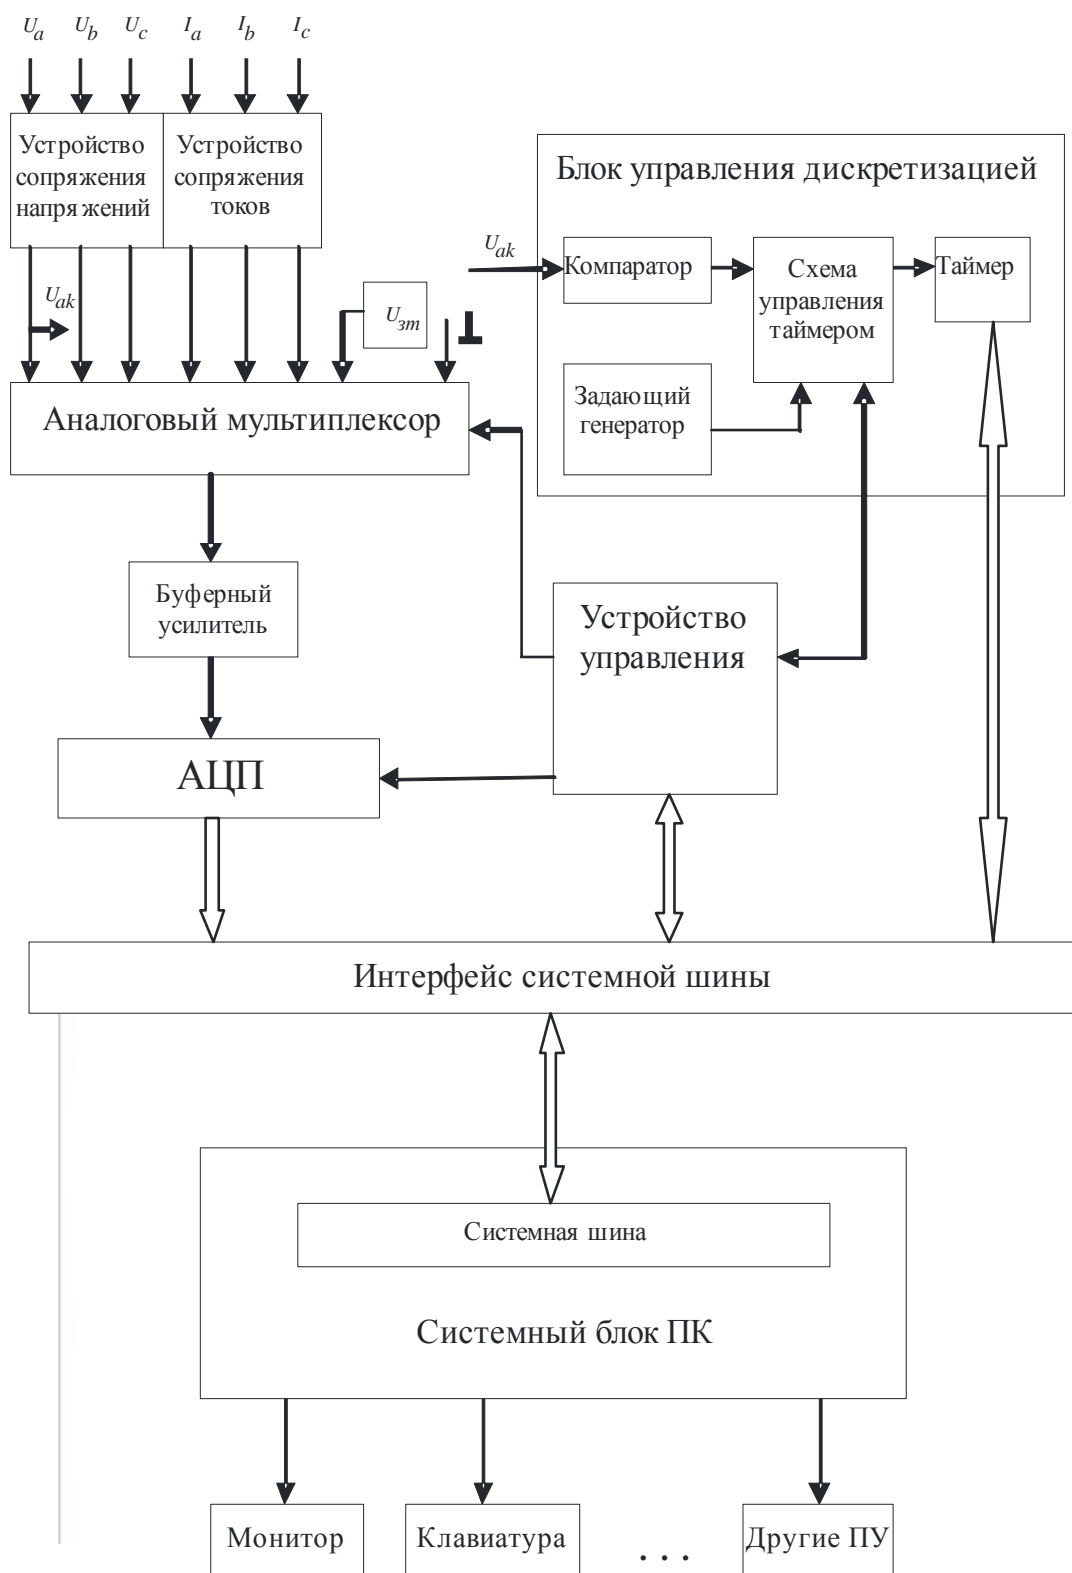 U_a U_b U_c I_a I_b I_c
Устройство
сопряжения
напряжений
Устройство
сопряжения
токов
Блок управления дискретизацией
U_ak
Компаратор
Схема
управления
таймером
Таймер
U_ak
U_зт
Задающий
генератор
Аналоговый мультиплексор
Буферный
усилитель
Устройство
управления
АЦП
Интерфейс системной шины
Системная шина
Системный блок ПК
Монитор
Клавиатура
. . .
Другие ПУ